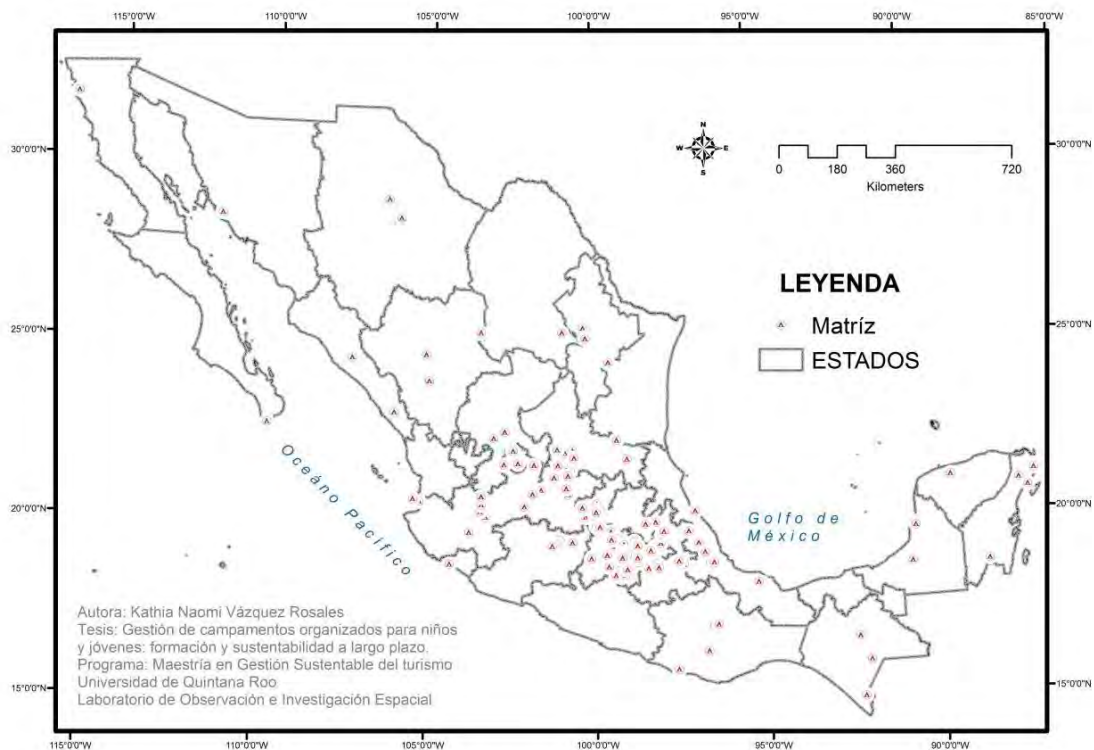 115°0'0"W 110°0'0"W 105°0'0"W 100°0'0"W 95°0'0"W 90°0'0"W 85°0'0"W
N
W E
S
0 180 360 720
Kilometers
30°0'0"N 30°0'0"N
LEYENDA
Matríz
ESTADOS
25°0'0"N 25°0'0"N
Océano Pacífico
Golfo de
México
20°0'0"N 20°0'0"N
Autora: Kathia Naomi Vázquez Rosales
Tesis: Gestión de campamentos organizados para niños
y jóvenes: formación y sustentabilidad a largo plazo.
Programa: Maestría en Gestión Sustentable del turismo
Universidad de Quintana Roo
Laboratorio de Observación e Investigación Espacial
15°0'0"N 15°0'0"N
115°0'0"W 110°0'0"W 105°0'0"W 100°0'0"W 95°0'0"W 90°0'0"W